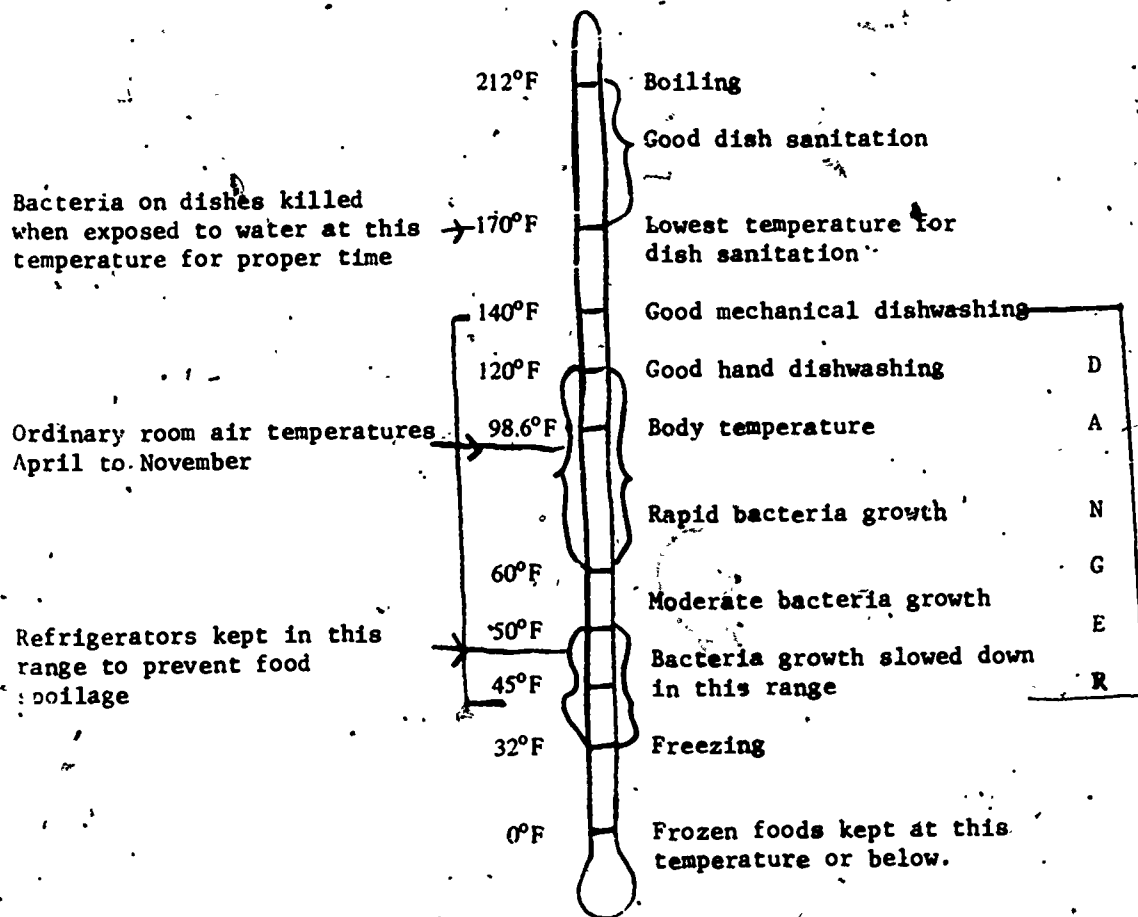 212°F Boiling
Good dish sanitation
Bacteria on dishes killed
when exposed to water at this
temperature for proper time
170°F Lowest temperature for
dish sanitation
140°F Good mechanical dishwashing
120°F Good hand dishwashing
98.6°F Body temperature
Ordinary room air temperatures
April to November
Rapid bacteria growth
60°F
Moderate bacteria growth
50°F
Refrigerators kept in this
range to prevent food
spoilage
Bacteria growth slowed down
in this range
45°F
32°F Freezing
0°F Frozen foods kept at this
temperature or below.
D
A
N
G
E
R